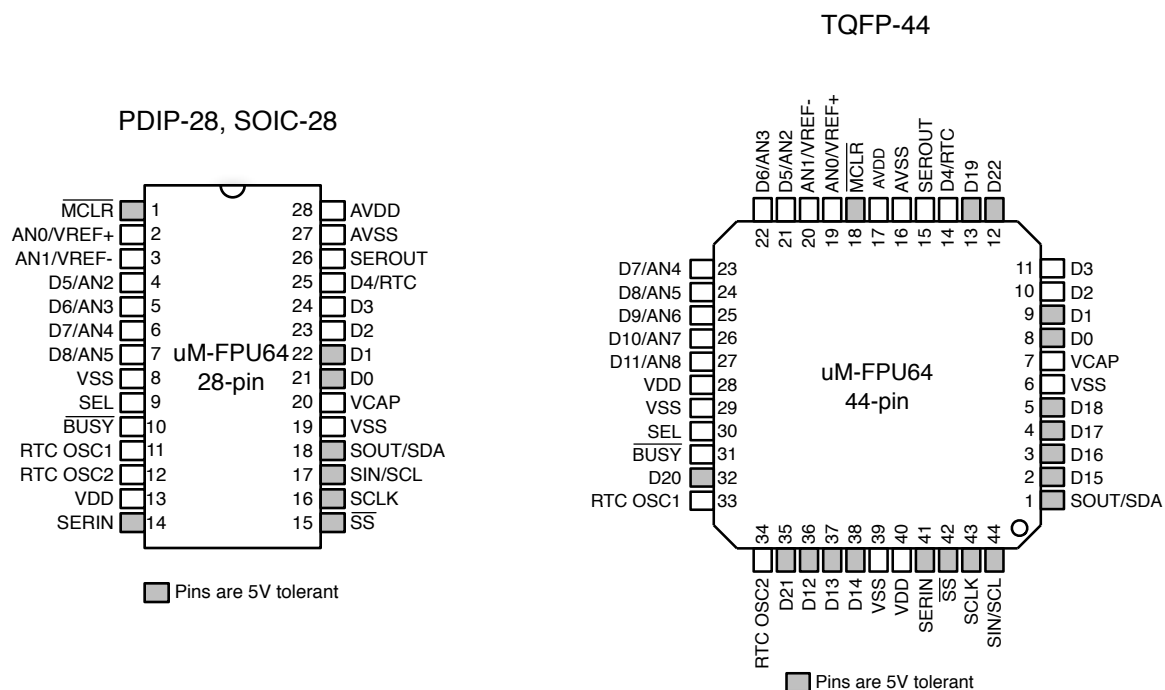 TQFP-44
PDIP-28, SOIC-28
MCLR 1
AN0/VREF+ 2
AN1/VREF- 3
D5/AN2 4
D6/AN3 5
D7/AN4 6
D8/AN5 7
VSS 8
SEL 9
BUSY 10
RTC OSC1 11
RTC OSC2 12
VDD 13
SERIN 14
uM-FPU64
28-pin
28 AVDD
27 AVSS
26 SEROUT
25 D4/RTC
24 D3
23 D2
22 D1
21 D0
20 VCAP
19 VSS
18 SOUT/SDA
17 SIN/SCL
16 SCLK
15 SS
Pins are 5V tolerant
D6/AN3 22
D5/AN2 21
AN1/VREF- 20
AN0/VREF+ 19
MCLR 18
AVDD 17
AVSS 16
SEROUT 15
D4/RTC 14
D19 13
D22 12
D7/AN4 23
D8/AN5 24
D9/AN6 25
D10/AN7 26
D11/AN8 27
VDD 28
VSS 29
SEL 30
BUSY 31
D20 32
RTC OSC1 33
uM-FPU64
44-pin
11 D3
10 D2
9 D1
8 D0
7 VCAP
6 VSS
5 D18
4 D17
3 D16
2 D15
1 SOUT/SDA
34 RTC OSC2
35 D21
36 D12
37 D13
38 D14
39 VSS
40 VDD
41 SERIN
42 SS
43 SCLK
44 SIN/SCL
Pins are 5V tolerant